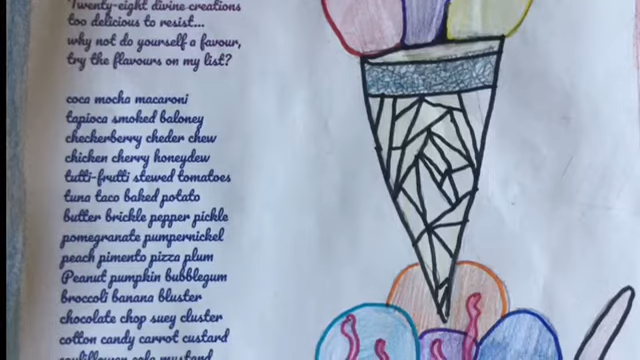 Twenty-eight divine creations
too delicious to resist...
why not do yourself a favour,
try the flavours on my list?
coca mocha macaroni
tapioca smoked baloney
checkerberry cheder chew
chicken cherry honeydew
tutti-frutti stewed tomatoes
tuna taco baked potato
butter brickle pepper pickle
pomegranate pumpernickel
peach pimento pizza plum
Peanut pumpkin bubblegum
broccoli banana bluster
chocolate chop suey cluster
cotton candy carrot custard
cauliflower cola mustard